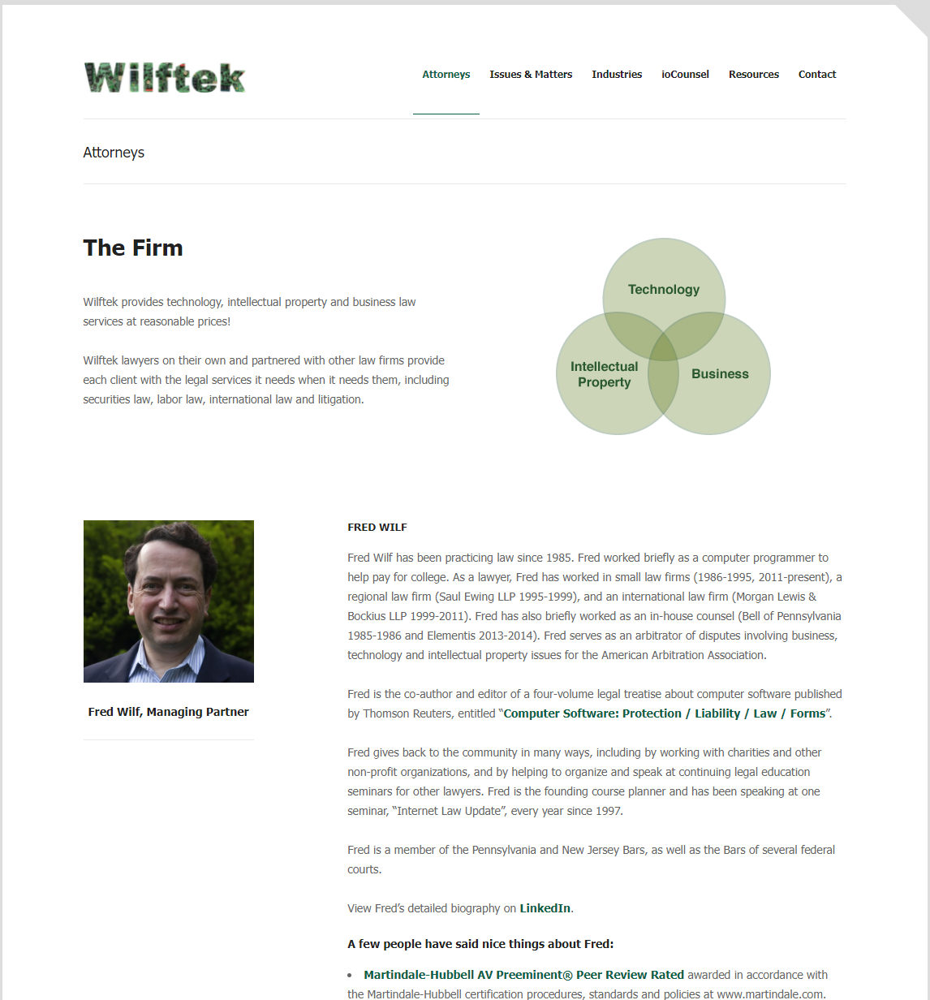 Wilftek
Attorneys
Issues & Matters
Industries
ioCounsel
Resources
Contact
Attorneys
The Firm
Wilftek provides technology, intellectual property and business law
services at reasonable prices!
Wilftek lawyers on their own and partnered with other law firms provide
each client with the legal services it needs when it needs them, including
securities law, labor law, international law and litigation.
Technology
Intellectual
Property
Business
Fred Wilf, Managing Partner
FRED WILF
Fred Wilf has been practicing law since 1985. Fred worked briefly as a computer programmer to
help pay for college. As a lawyer, Fred has worked in small law firms (1986-1995, 2011-present), a
regional law firm (Saul Ewing LLP 1995-1999), and an international law firm (Morgan Lewis &
Bockius LLP 1999-2011). Fred has also briefly worked as an in-house counsel (Bell of Pennsylvania
1985-1986 and Elementis 2013-2014). Fred serves as an arbitrator of disputes involving business,
technology and intellectual property issues for the American Arbitration Association.
Fred is the co-author and editor of a four-volume legal treatise about computer software published
by Thomson Reuters, entitled “Computer Software: Protection / Liability / Law / Forms”.
Fred gives back to the community in many ways, including by working with charities and other
non-profit organizations, and by helping to organize and speak at continuing legal education
seminars for other lawyers. Fred is the founding course planner and has been speaking at one
seminar, “Internet Law Update”, every year since 1997.
Fred is a member of the Pennsylvania and New Jersey Bars, as well as the Bars of several federal
courts.
View Fred’s detailed biography on LinkedIn.
A few people have said nice things about Fred:
• Martindale-Hubbell AV Preeminent® Peer Review Rated awarded in accordance with
the Martindale-Hubbell certification procedures, standards and policies at www.martindale.com.